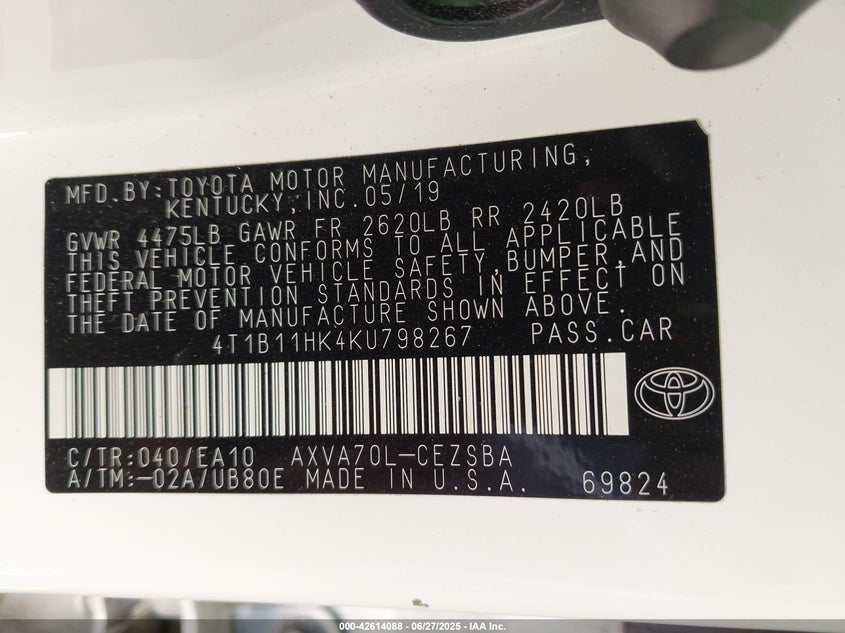 MFD.BY:TOYOTA MOTOR MANUFACTURING,
KENTUCKY,INC.05/19
GVWR 4475LB GAWR FR 2620LB RR 2420LB
THIS VEHICLE CONFORMS TO ALL APPLICABLE
FEDERAL MOTOR VEHICLE SAFETY,BUMPER,AND
THEFT PREVENTION STANDARDS IN EFFECT ON
THE DATE OF MANUFACTURE SHOWN ABOVE.
4T1B11HK4KU798267 PASS.CAR
C/TR:040/EA10 AXVA70L-CEZSBA
A/TM:-02A/UB80E MADE IN U.S.A. 69824
000-42614088 - 06/27/2025 - IAA Inc.